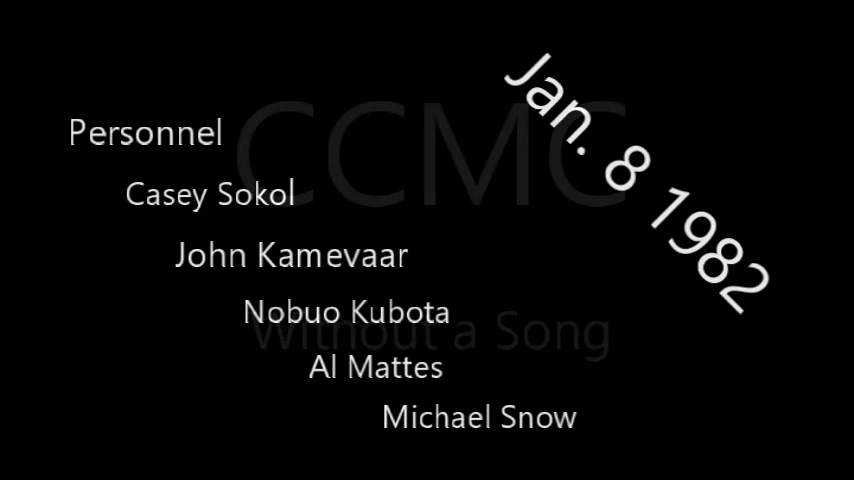 CCMC
Jan. 8 1982
Personnel
Casey Sokol
John Kamevaar
Nobuo Kubota
Without a Song
Al Mattes
Michael Snow